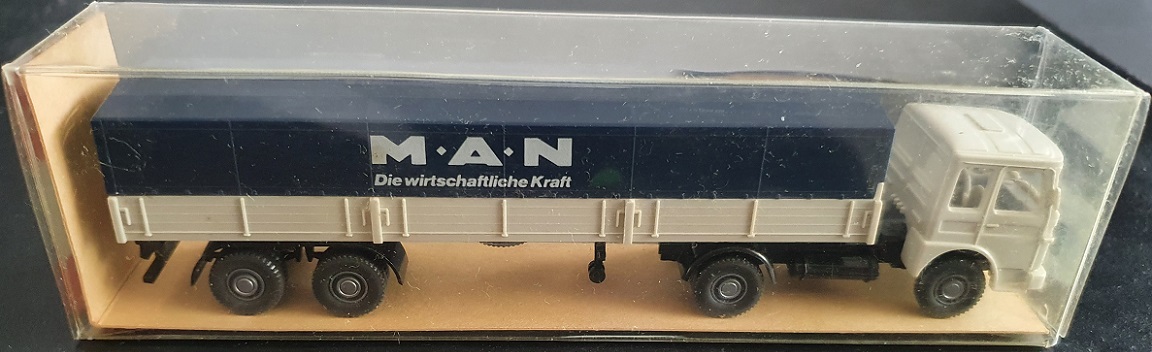 M·A·N
Die wirtschaftliche Kraft